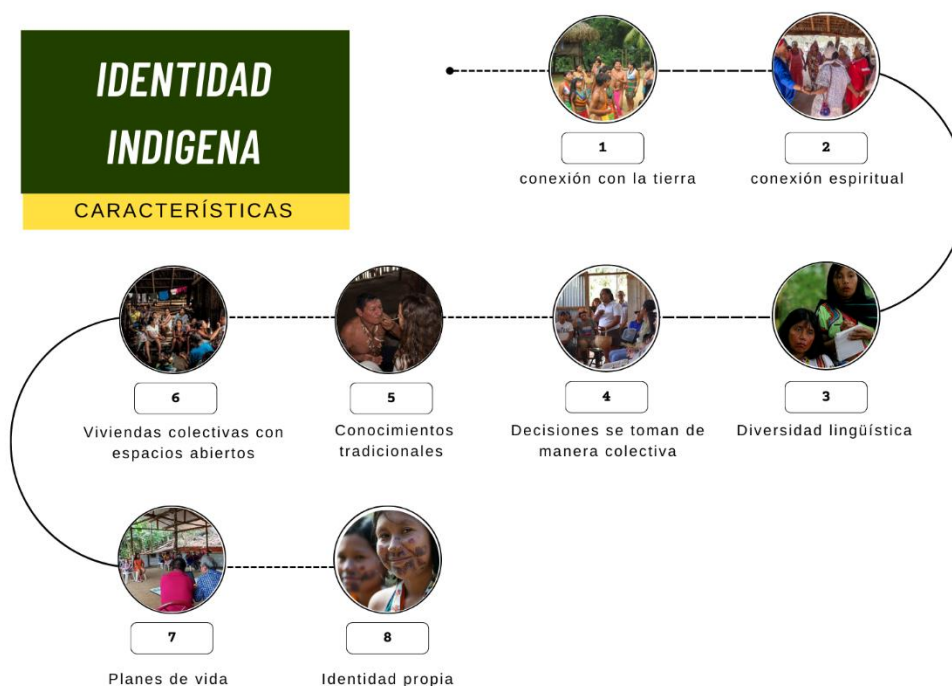 IDENTIDAD
INDIGENA
CARACTERÍSTICAS
1
conexión con la tierra
2
conexión espiritual
3
Diversidad lingüística
4
Decisiones se toman de
manera colectiva
5
Conocimientos
tradicionales
6
Viviendas colectivas con
espacios abiertos
7
Planes de vida
8
Identidad propia